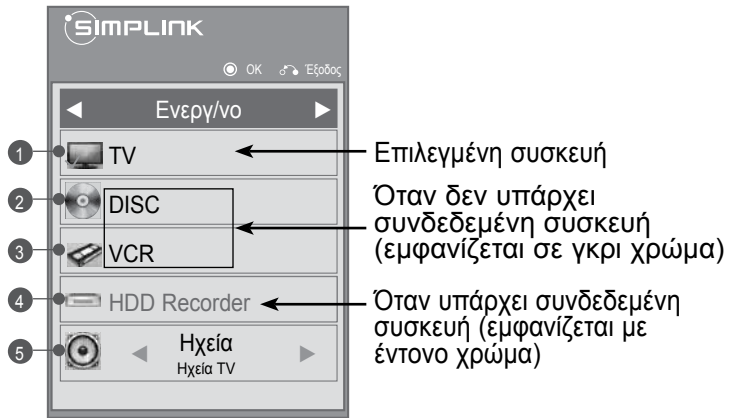 SIMPLINK
OK Έξοδος
Ενεργ/νο
1 TV
Επιλεγμένη συσκευή
2 DISC
3 VCR
Όταν δεν υπάρχει
συνδεδεμένη συσκευή
(εμφανίζεται σε γκρι χρώμα)
4 HDD Recorder
Όταν υπάρχει συνδεδεμένη
συσκευή (εμφανίζεται με
έντονο χρώμα)
5 Ηχεία
Ηχεία TV